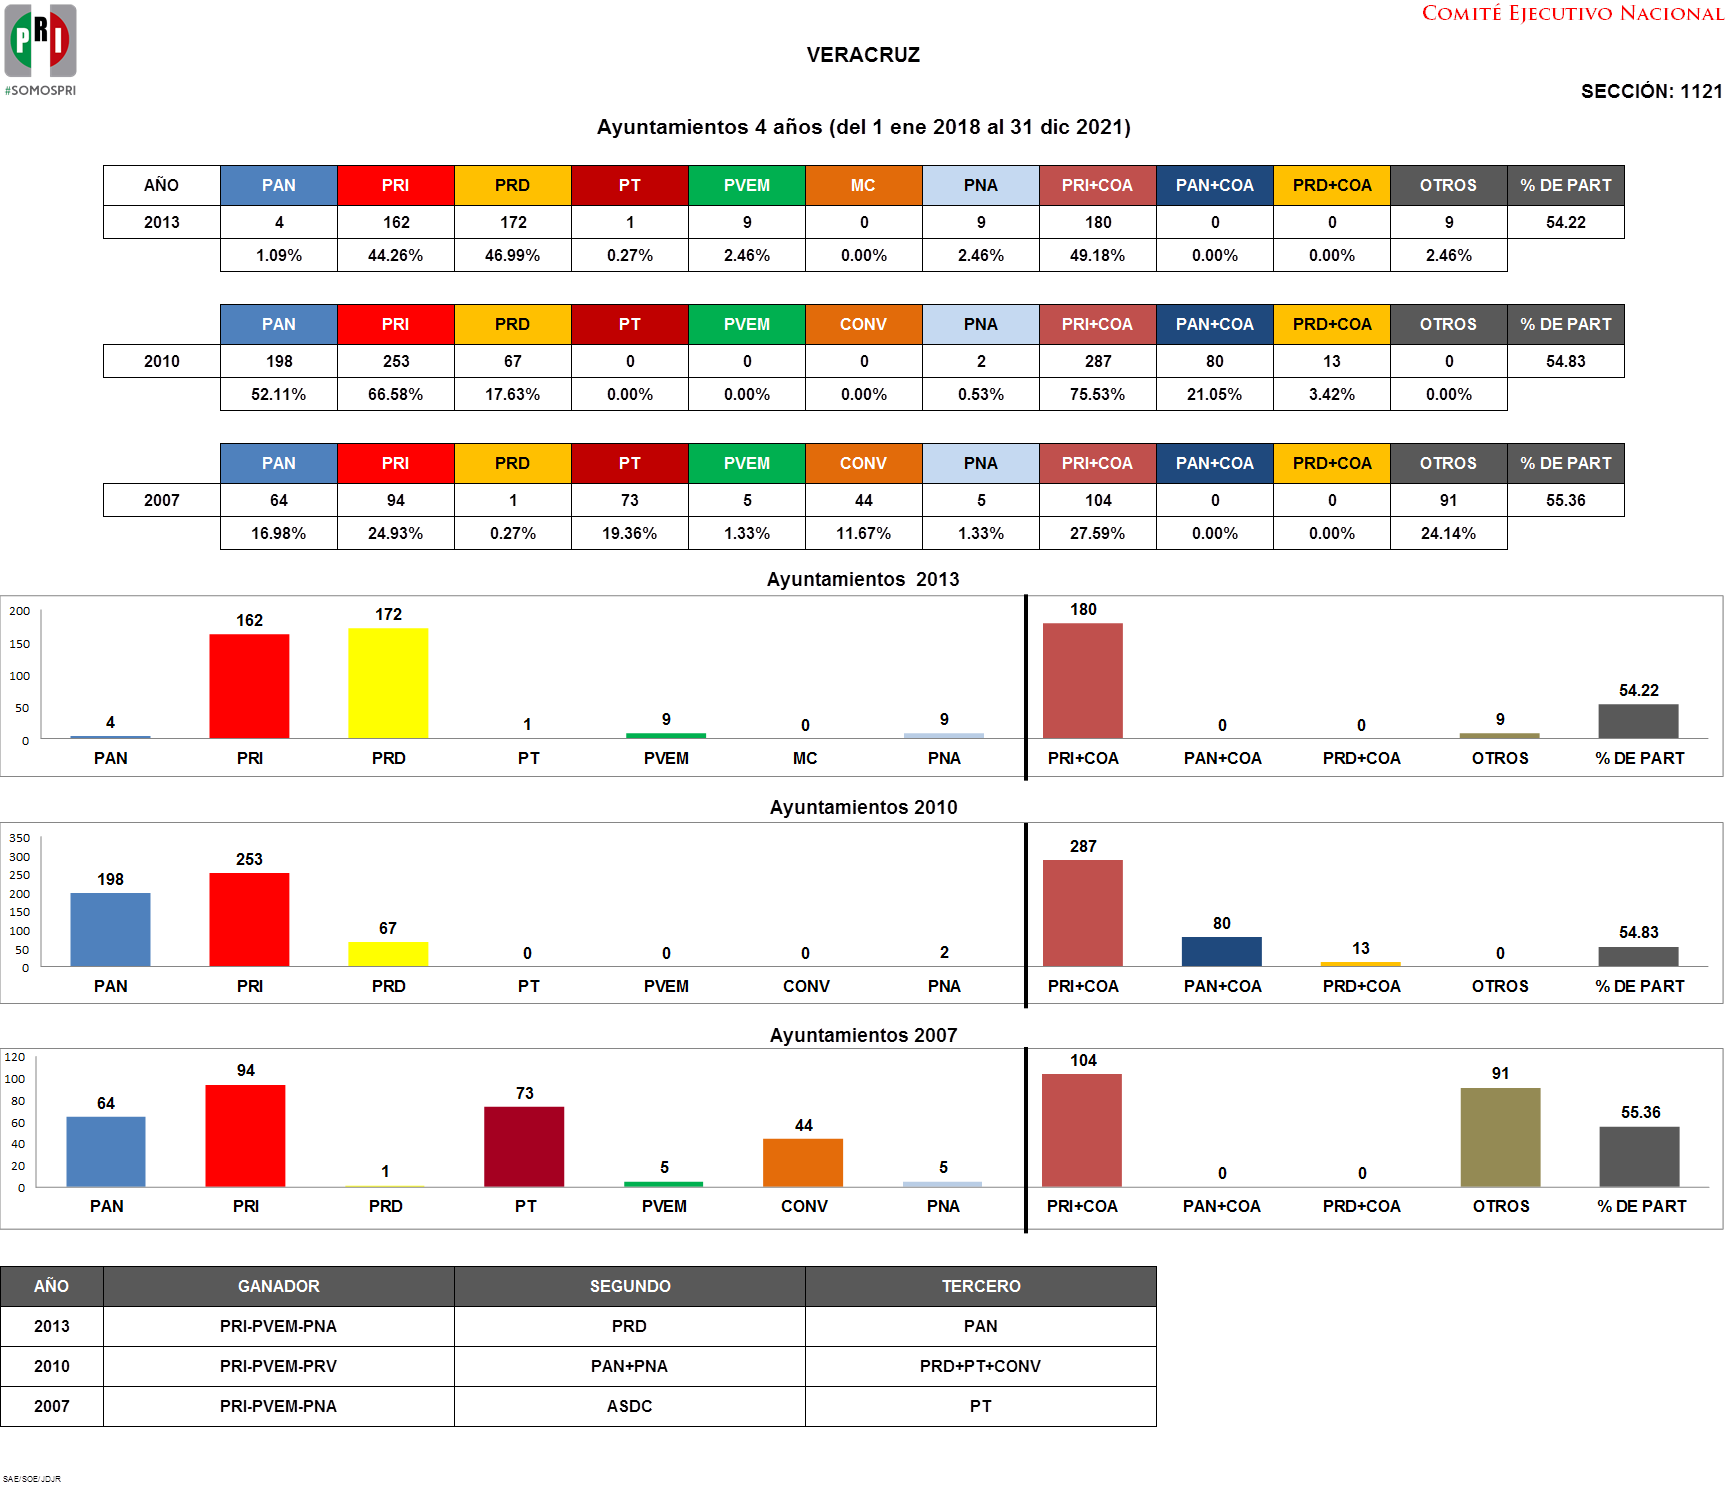 PRI
#SOMOSPRI
COMITÉ EJECUTIVO NACIONAL
VERACRUZ
SECCIÓN: 1121
Ayuntamientos 4 años (del 1 ene 2018 al 31 dic 2021)
AÑO PAN PRI PRD PT PVEM MC PNA PRI+COA PAN+COA PRD+COA OTROS % DE PART
2013 4 162 172 1 9 0 9 180 0 0 9 54.22
1.09% 44.26% 46.99% 0.27% 2.46% 0.00% 2.46% 49.18% 0.00% 0.00% 2.46%
PAN PRI PRD PT PVEM CONV PNA PRI+COA PAN+COA PRD+COA OTROS % DE PART
2010 198 253 67 0 0 0 2 287 80 13 0 54.83
52.11% 66.58% 17.63% 0.00% 0.00% 0.00% 0.53% 75.53% 21.05% 3.42% 0.00%
PAN PRI PRD PT PVEM CONV PNA PRI+COA PAN+COA PRD+COA OTROS % DE PART
2007 64 94 1 73 5 44 5 104 0 0 91 55.36
16.98% 24.93% 0.27% 19.36% 1.33% 11.67% 1.33% 27.59% 0.00% 0.00% 24.14%
Ayuntamientos 2013
200
150
100
50
0
4 162 172 1 9 0 9 180 0 0 9 54.22
PAN PRI PRD PT PVEM MC PNA PRI+COA PAN+COA PRD+COA OTROS % DE PART
Ayuntamientos 2010
350
300
250
200
150
100
50
0
198 253 67 0 0 0 2 287 80 13 0 54.83
PAN PRI PRD PT PVEM CONV PNA PRI+COA PAN+COA PRD+COA OTROS % DE PART
Ayuntamientos 2007
120
100
80
60
40
20
0
64 94 1 73 5 44 5 104 0 0 91 55.36
PAN PRI PRD PT PVEM CONV PNA PRI+COA PAN+COA PRD+COA OTROS % DE PART
AÑO GANADOR SEGUNDO TERCERO
2013 PRI-PVEM-PNA PRD PAN
2010 PRI-PVEM-PRV PAN+PNA PRD+PT+CONV
2007 PRI-PVEM-PNA ASDC PT
SAE/SOE/JDJR